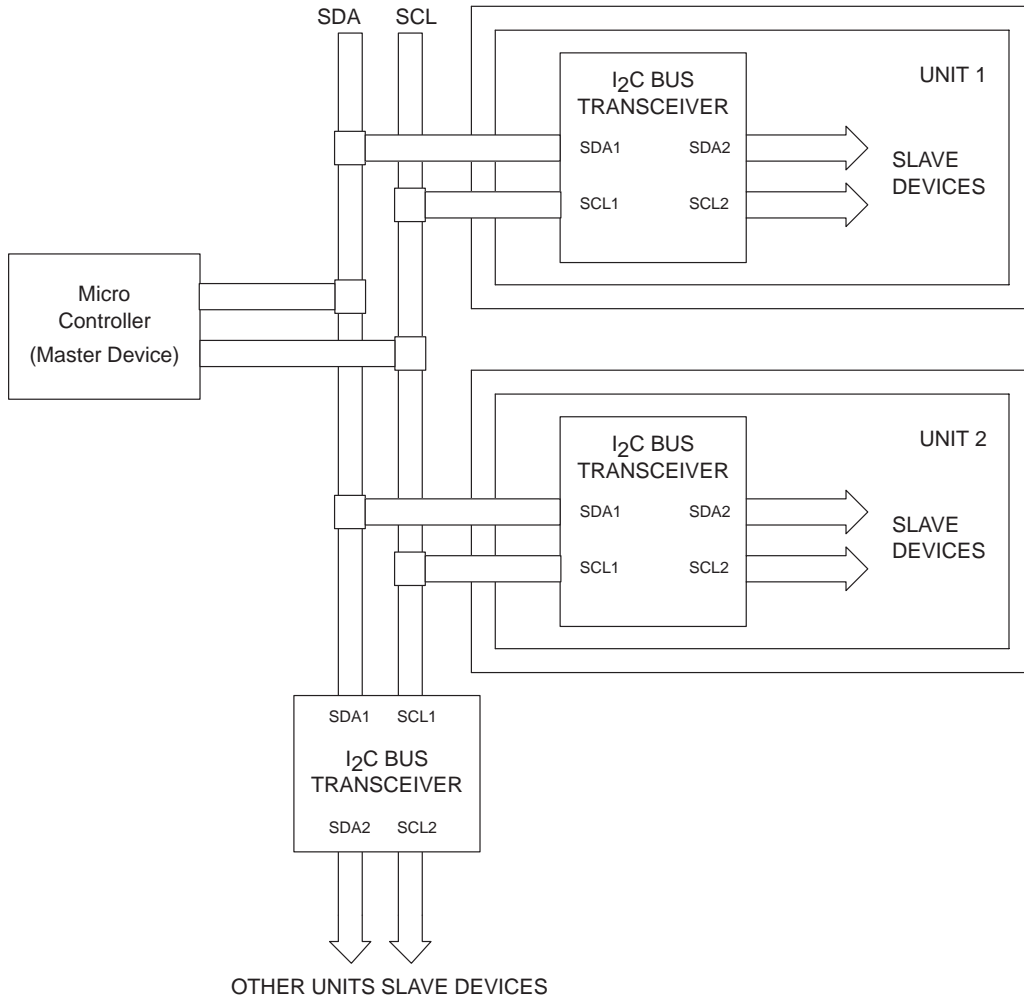 SDA SCL
I2C BUS
TRANSCEIVER
UNIT 1
SDA1 SDA2
SCL1 SCL2
SLAVE
DEVICES
Micro
Controller
(Master Device)
I2C BUS
TRANSCEIVER
UNIT 2
SDA1 SDA2
SCL1 SCL2
SLAVE
DEVICES
SDA1 SCL1
I2C BUS
TRANSCEIVER
SDA2 SCL2
OTHER UNITS SLAVE DEVICES